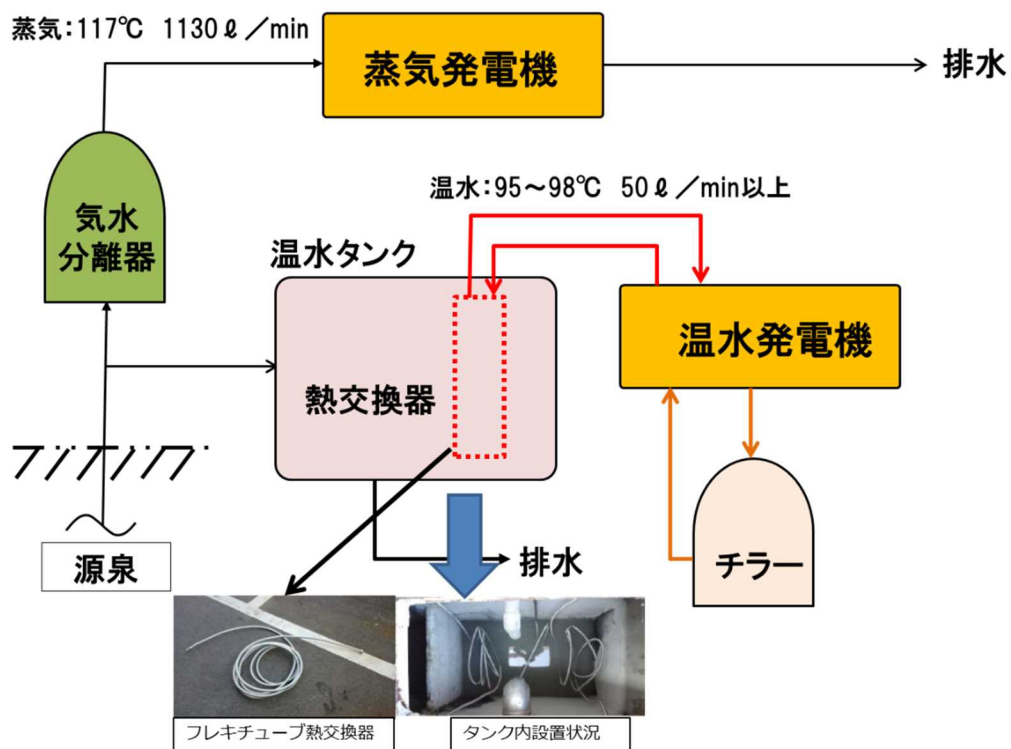 蒸気：117℃ 1130ℓ／min
蒸気発電機
排水
気水
分離器
温水：95～98℃ 50ℓ／min以上
温水タンク
温水発電機
熱交換器
源泉
排水
チラー
フレキチューブ熱交換器
タンク内設置状況